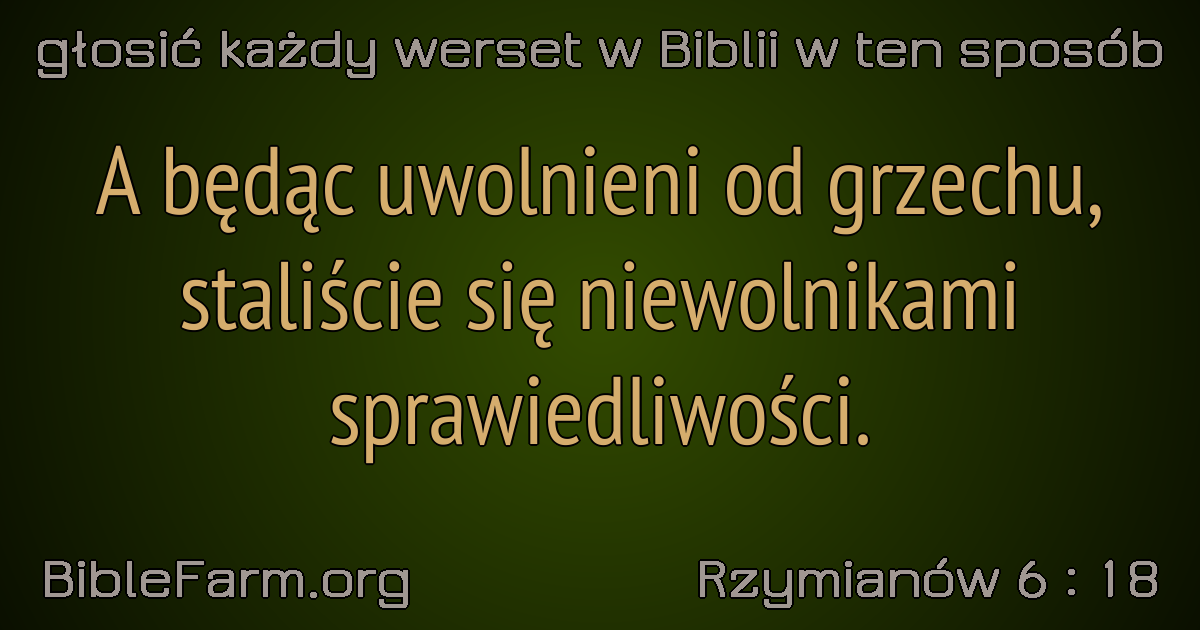 głosić każdy werset w Biblii w ten sposób
A będąc uwolnieni od grzechu,
staliście się niewolnikami
sprawiedliwości.
BibleFarm.org
Rzymianów 6 : 18